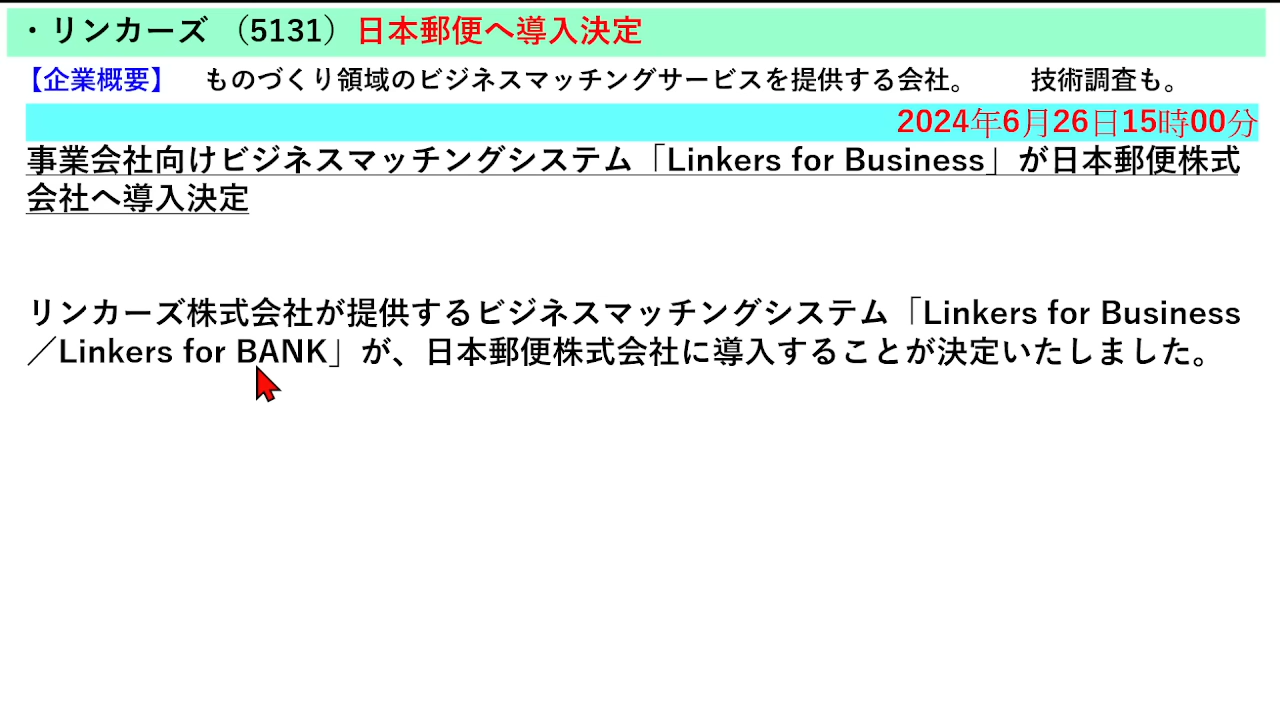 ・リンカーズ （5131）日本郵便へ導入決定
【企業概要】 ものづくり領域のビジネスマッチングサービスを提供する会社。 技術調査も。
2024年6月26日15時00分
事業会社向けビジネスマッチングシステム「Linkers for Business」が日本郵便株式
会社へ導入決定
リンカーズ株式会社が提供するビジネスマッチングシステム「Linkers for Business
／Linkers for BANK」が、日本郵便株式会社に導入することが決定いたしました。